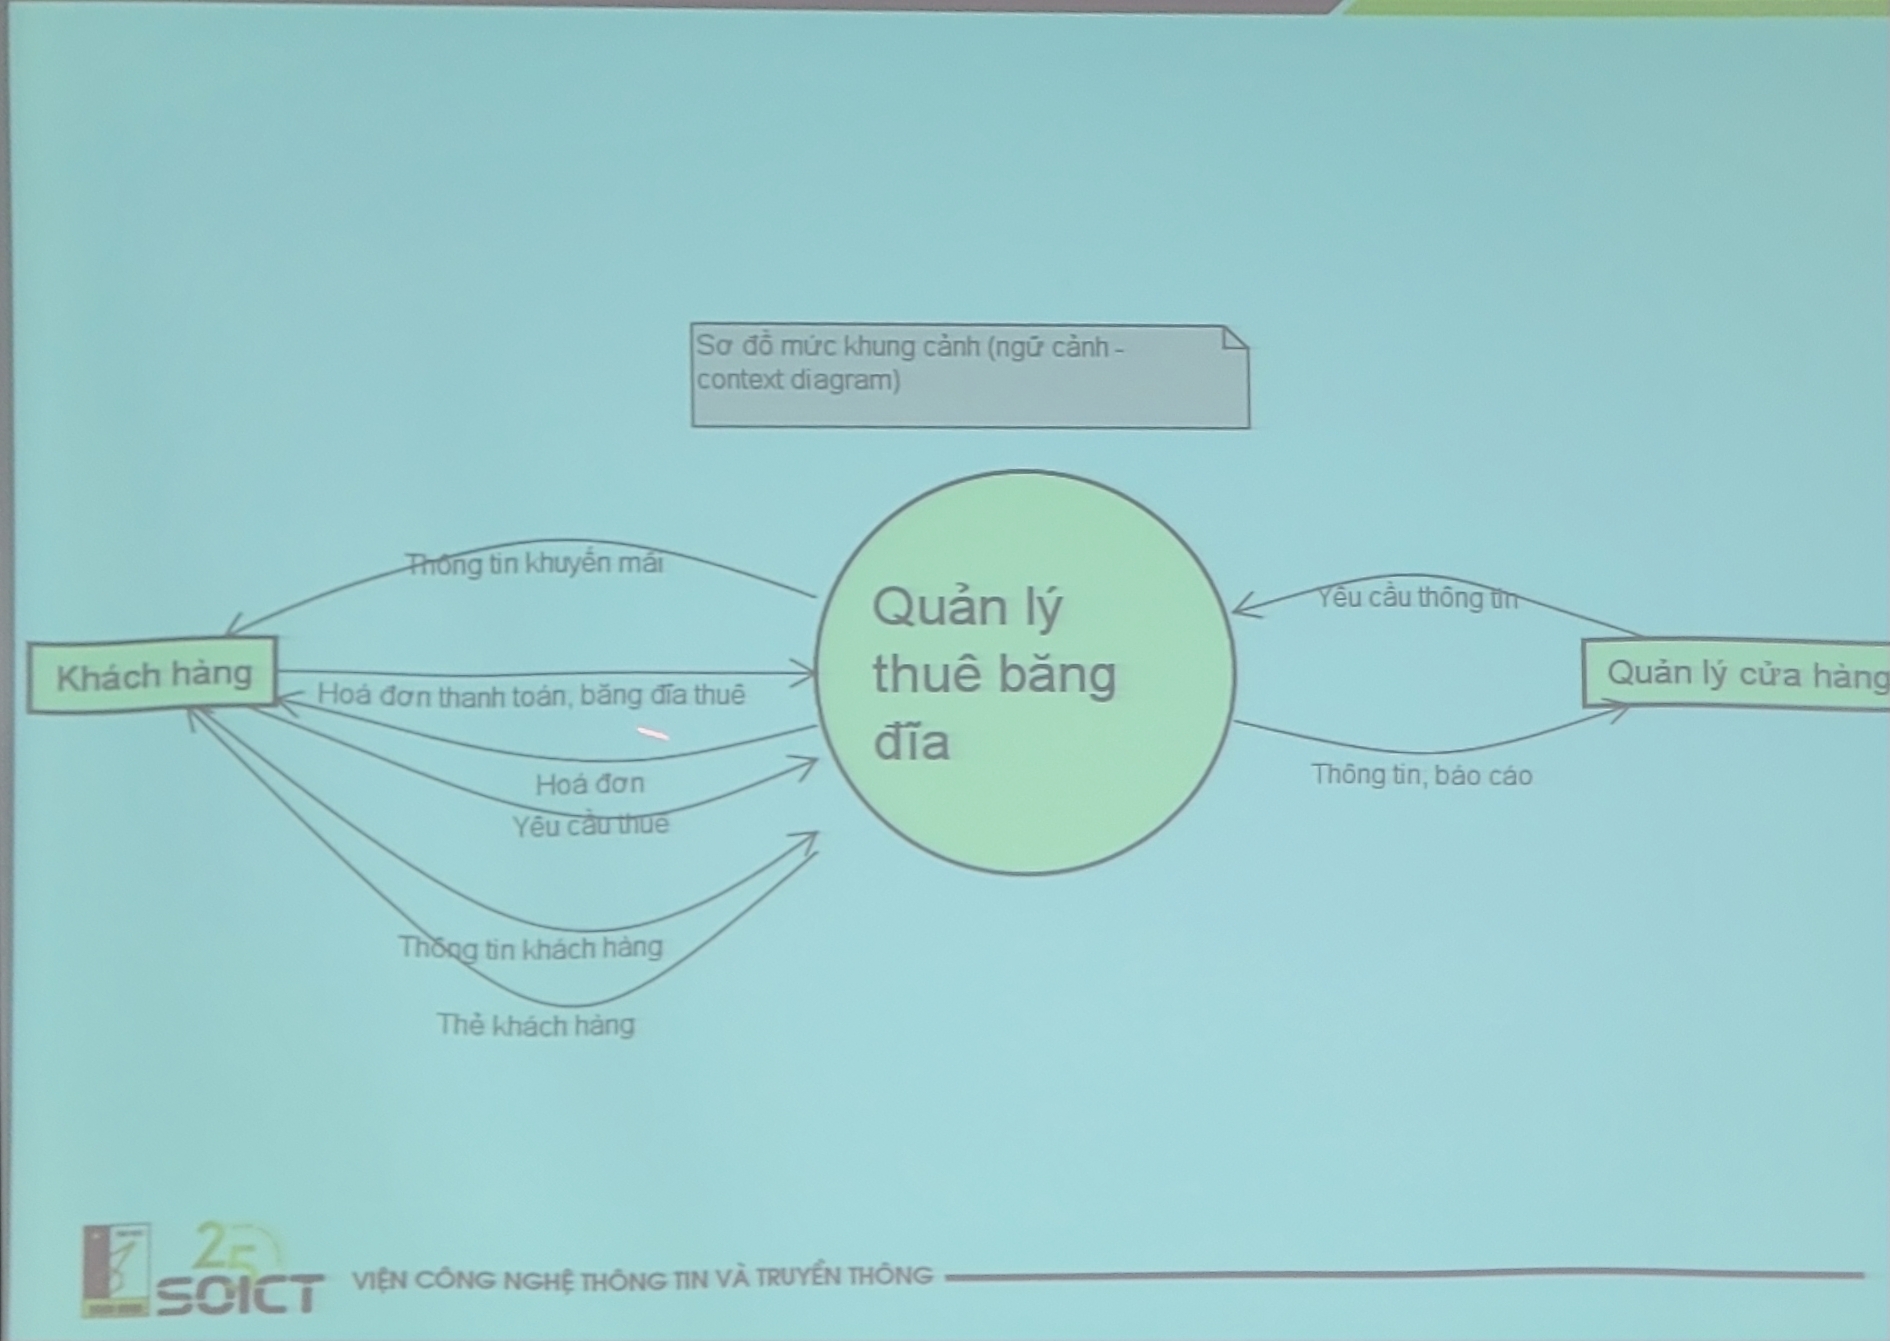 Sơ đồ mức khung cảnh (ngữ cảnh -
context diagram)
Thông tin khuyến mãi
Quản lý
thuê băng
đĩa
Yêu cầu thông tin
Khách hàng
Quản lý cửa hàng
Hoá đơn thanh toán, băng đĩa thuê
Hoá đơn
Yêu cầu thuê
Thông tin, báo cáo
Thông tin khách hàng
Thẻ khách hàng
25
SOICT
VIỆN CÔNG NGHỆ THÔNG TIN VÀ TRUYỀN THÔNG